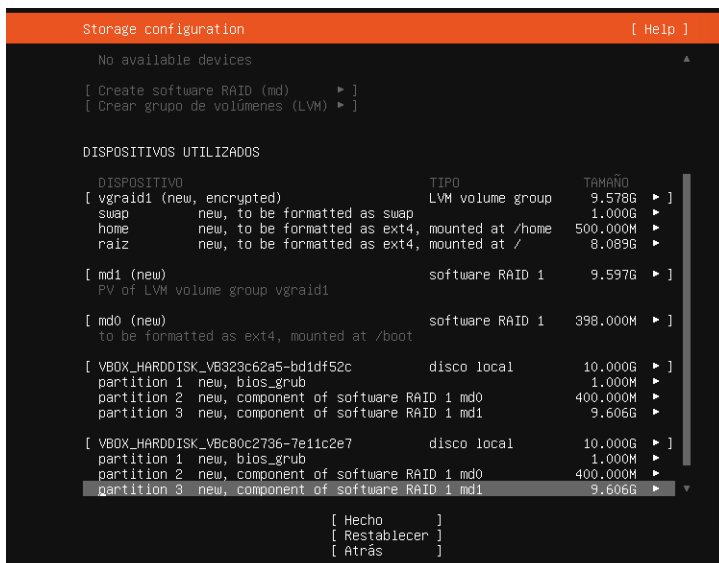 Storage configuration [ Help ]
No available devices
[ Create software RAID (md) ▸ ]
[ Crear grupo de volúmenes (LVM) ▸ ]
DISPOSITIVOS UTILIZADOS
DISPOSITIVO TIPO TAMAÑO
[ vgraid1 (new, encrypted) LVM volume group 9.578G ▸ ]
swap new, to be formatted as swap 1.000G ▸
home new, to be formatted as ext4, mounted at /home 500.000M ▸
raiz new, to be formatted as ext4, mounted at / 8.089G ▸
[ md1 (new) software RAID 1 9.597G ▸ ]
PV of LVM volume group vgraid1
[ md0 (new) software RAID 1 398.000M ▸ ]
to be formatted as ext4, mounted at /boot
[ VBOX_HARDDISK_VB323c62a5-bd1df52c disco local 10.000G ▸ ]
partition 1 new, bios_grub 1.000M ▸
partition 2 new, component of software RAID 1 md0 400.000M ▸
partition 3 new, component of software RAID 1 md1 9.606G ▸
[ VBOX_HARDDISK_VBc80c2736-7e11c2e7 disco local 10.000G ▸ ]
partition 1 new, bios_grub 1.000M ▸
partition 2 new, component of software RAID 1 md0 400.000M ▸
partition 3 new, component of software RAID 1 md1 9.606G ▸
[ Hecho ]
[ Restablecer ]
[ Atrás ]